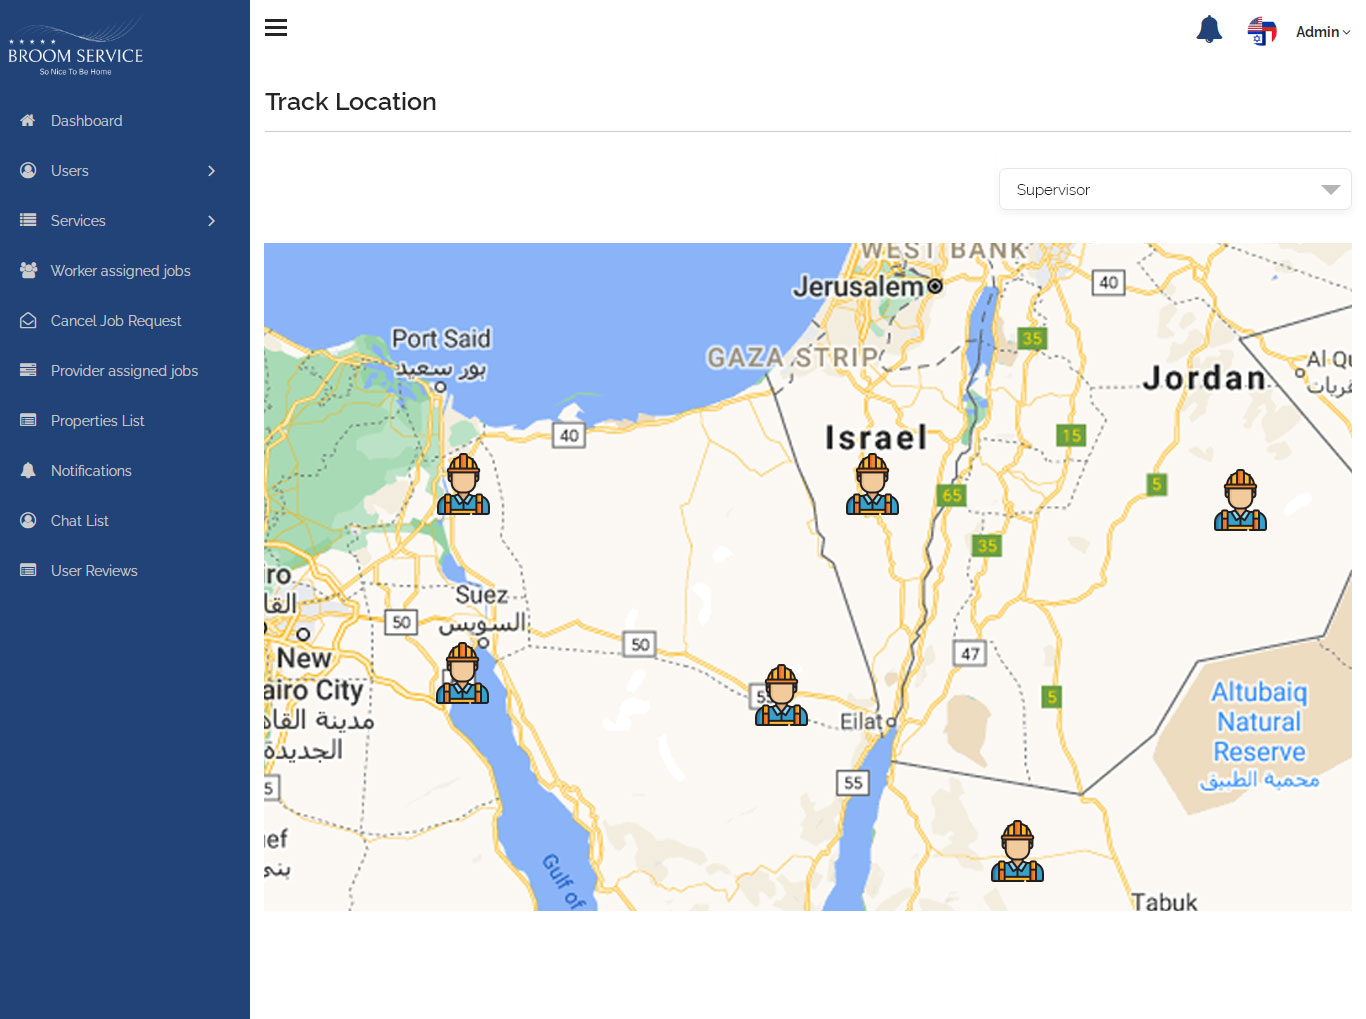 BROOM SERVICE
So Nice To Be Home
Admin
Dashboard
Users
Services
Worker assigned jobs
Cancel Job Request
Provider assigned jobs
Properties List
Notifications
Chat List
User Reviews
Track Location
Supervisor
WEST BANK
Jerusalem
40
Port Said
بور سعيد
35
GAZA STRIP
Al Qu
قريات
Jordan
40
Israel
15
5
65
35
ro
القا
Suez
السويس
50
50
47
New
airo City
مدينة القاه
الجديدة
5
Altubaiq
Natural
Reserve
محمية الطبيق
Eilat
55
5
ef
بني
Gulf of
Tabuk